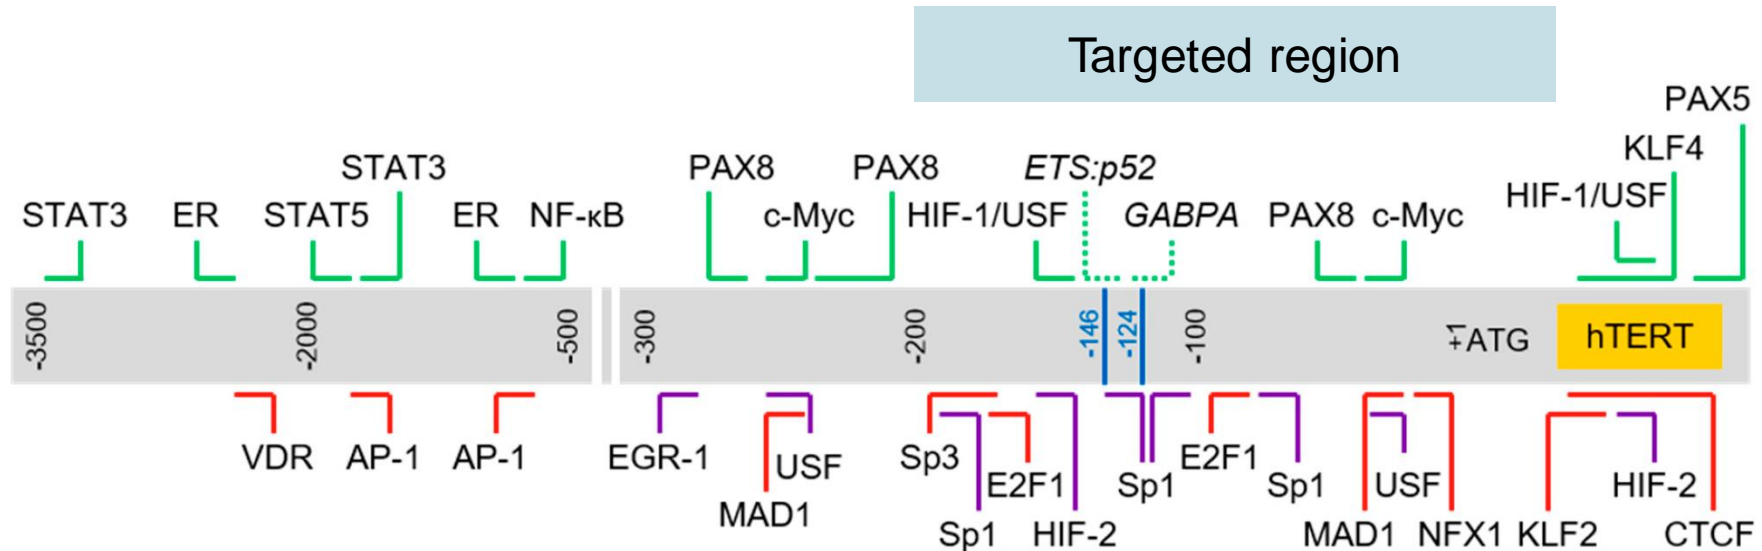 Targeted region
PAX5
KLF4
STAT3 PAX8 PAX8 ETS:p52
HIF-1/USF
STAT3 ER STAT5 ER NF-κB c-Myc HIF-1/USF GABPA PAX8 c-Myc
-3500 -2000 -500 -300 -200 -146 -124 -100 +1 ATG hTERT
VDR AP-1 AP-1 EGR-1 USF Sp3 E2F1
E2F1 Sp1 Sp1 USF HIF-2
MAD1
Sp1 HIF-2 MAD1 NFX1 KLF2 CTCF